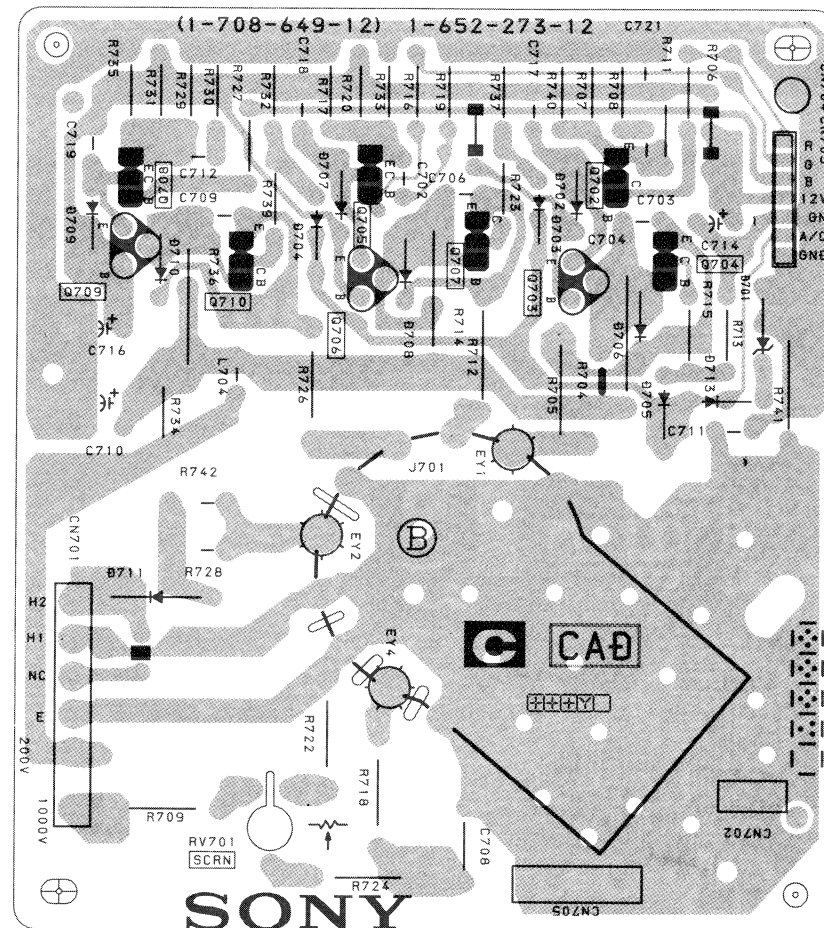 (1-708-649-12) 1-652-273-12 C721
R735
R731
R729
R730
R727
R732
C718
R717
R720
R733
R716
R719
R737
C717
R740
R707
R708
R711
R706
C719
E
C
B
C712
C709
R739
D707
E
C
B
C702
C706
R723
D702
Q702
E
C
B
C703
R
G
B
12V
A/C
GND
D709
E
B
Q709
D710
R736
E
C B
Q710
D704
Q705
E
B
Q706
D708
R714
E
C
B
Q707
R712
D703
E
B
Q703
C704
E
C
B
C714
Q704
D706
R715
D701
R713
C716
C710
L704
R734
R726
R705
R704
D705
D713
C711
R741
R742
J701
EY1
CN701
D711
R728
EY2
B
H2
H1
NC
E
200V
1000V
EY4
C CAD
Y
R722
R718
R709
RV701
SCRN
C708
R724
CN702
CN705
SONY